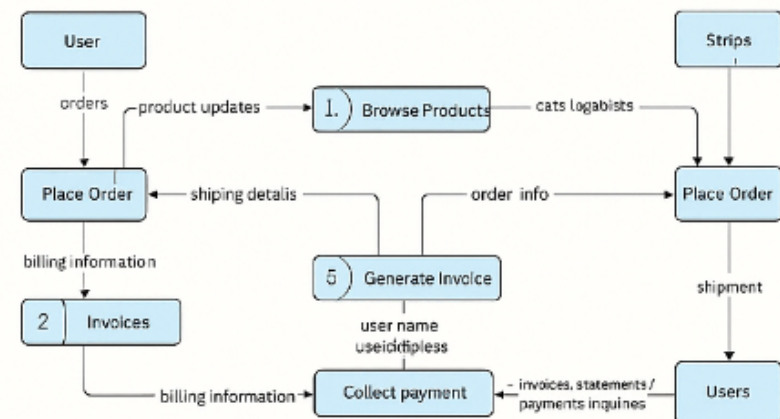 User
Strips
orders
product updates
1. Browse Products
cats logabists
Place Order
shiping detalis
order info
Place Order
billing information
5 Generate Invoice
shipment
2 Invoices
user name
useiddipless
billing information
Collect payment
- invoices, statements /
payments inquines
Users